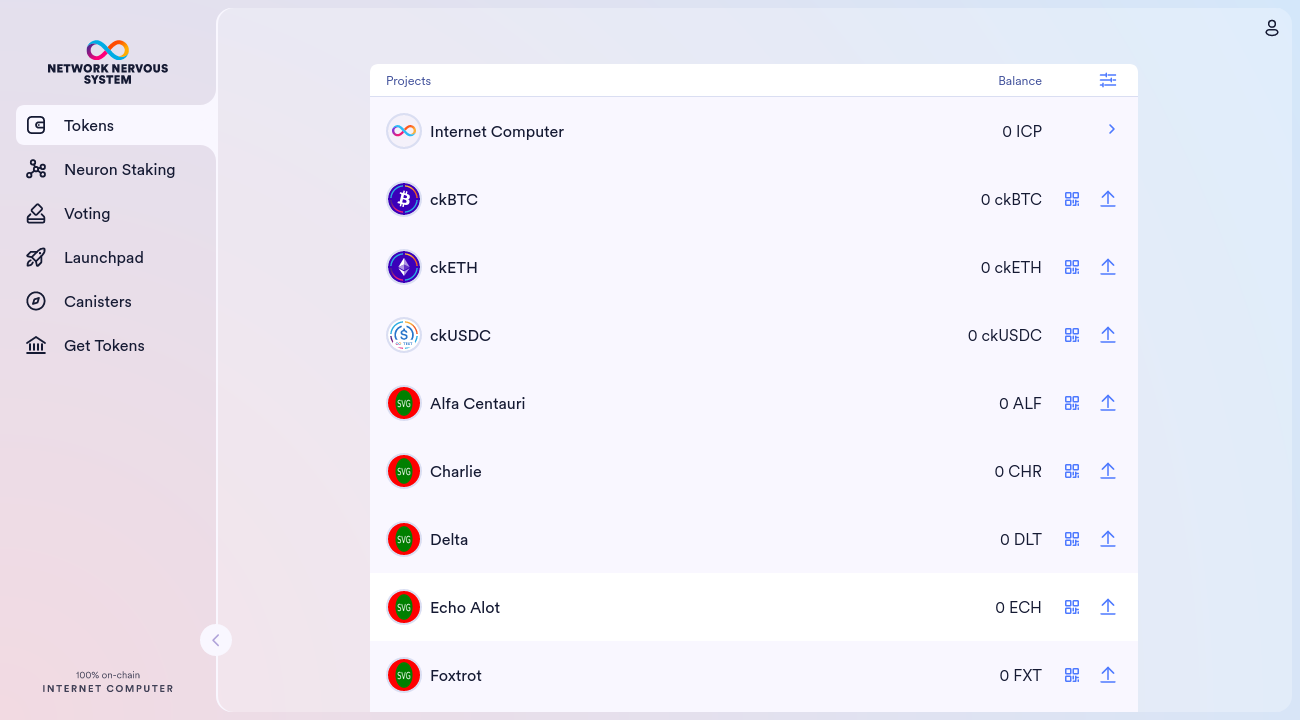 NETWORK NERVOUS
SYSTEM
Tokens
Neuron Staking
Voting
Launchpad
Canisters
Get Tokens
100% on-chain
INTERNET COMPUTER
Projects Balance
Internet Computer 0 ICP
ckBTC 0 ckBTC
ckETH 0 ckETH
ckUSDC 0 ckUSDC
SVG Alfa Centauri 0 ALF
SVG Charlie 0 CHR
SVG Delta 0 DLT
SVG Echo Alot 0 ECH
SVG Foxtrot 0 FXT